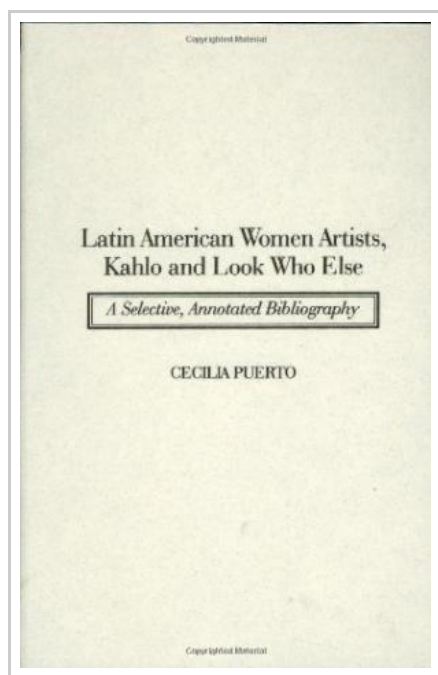 Copyrighted Material
Latin American Women Artists,
Kahlo and Look Who Else
A Selective, Annotated Bibliography
CECILIA PUERTO
Copyrighted Material